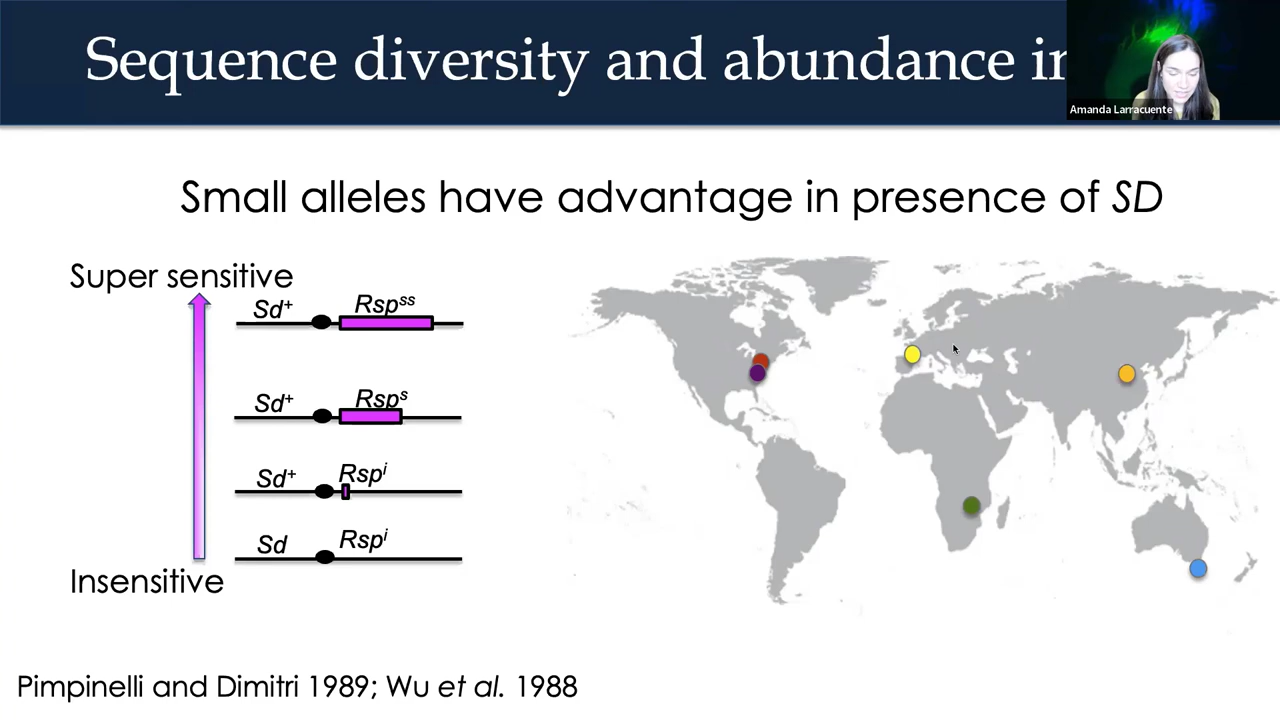 Sequence diversity and abundance in
Amanda Larracuente
Small alleles have advantage in presence of SD
Super sensitive
Sd⁺ Rspˢˢ
Sd⁺ Rspˢ
Sd⁺ Rspⁱ
Sd Rspⁱ
Insensitive
Pimpinelli and Dimitri 1989; Wu et al. 1988